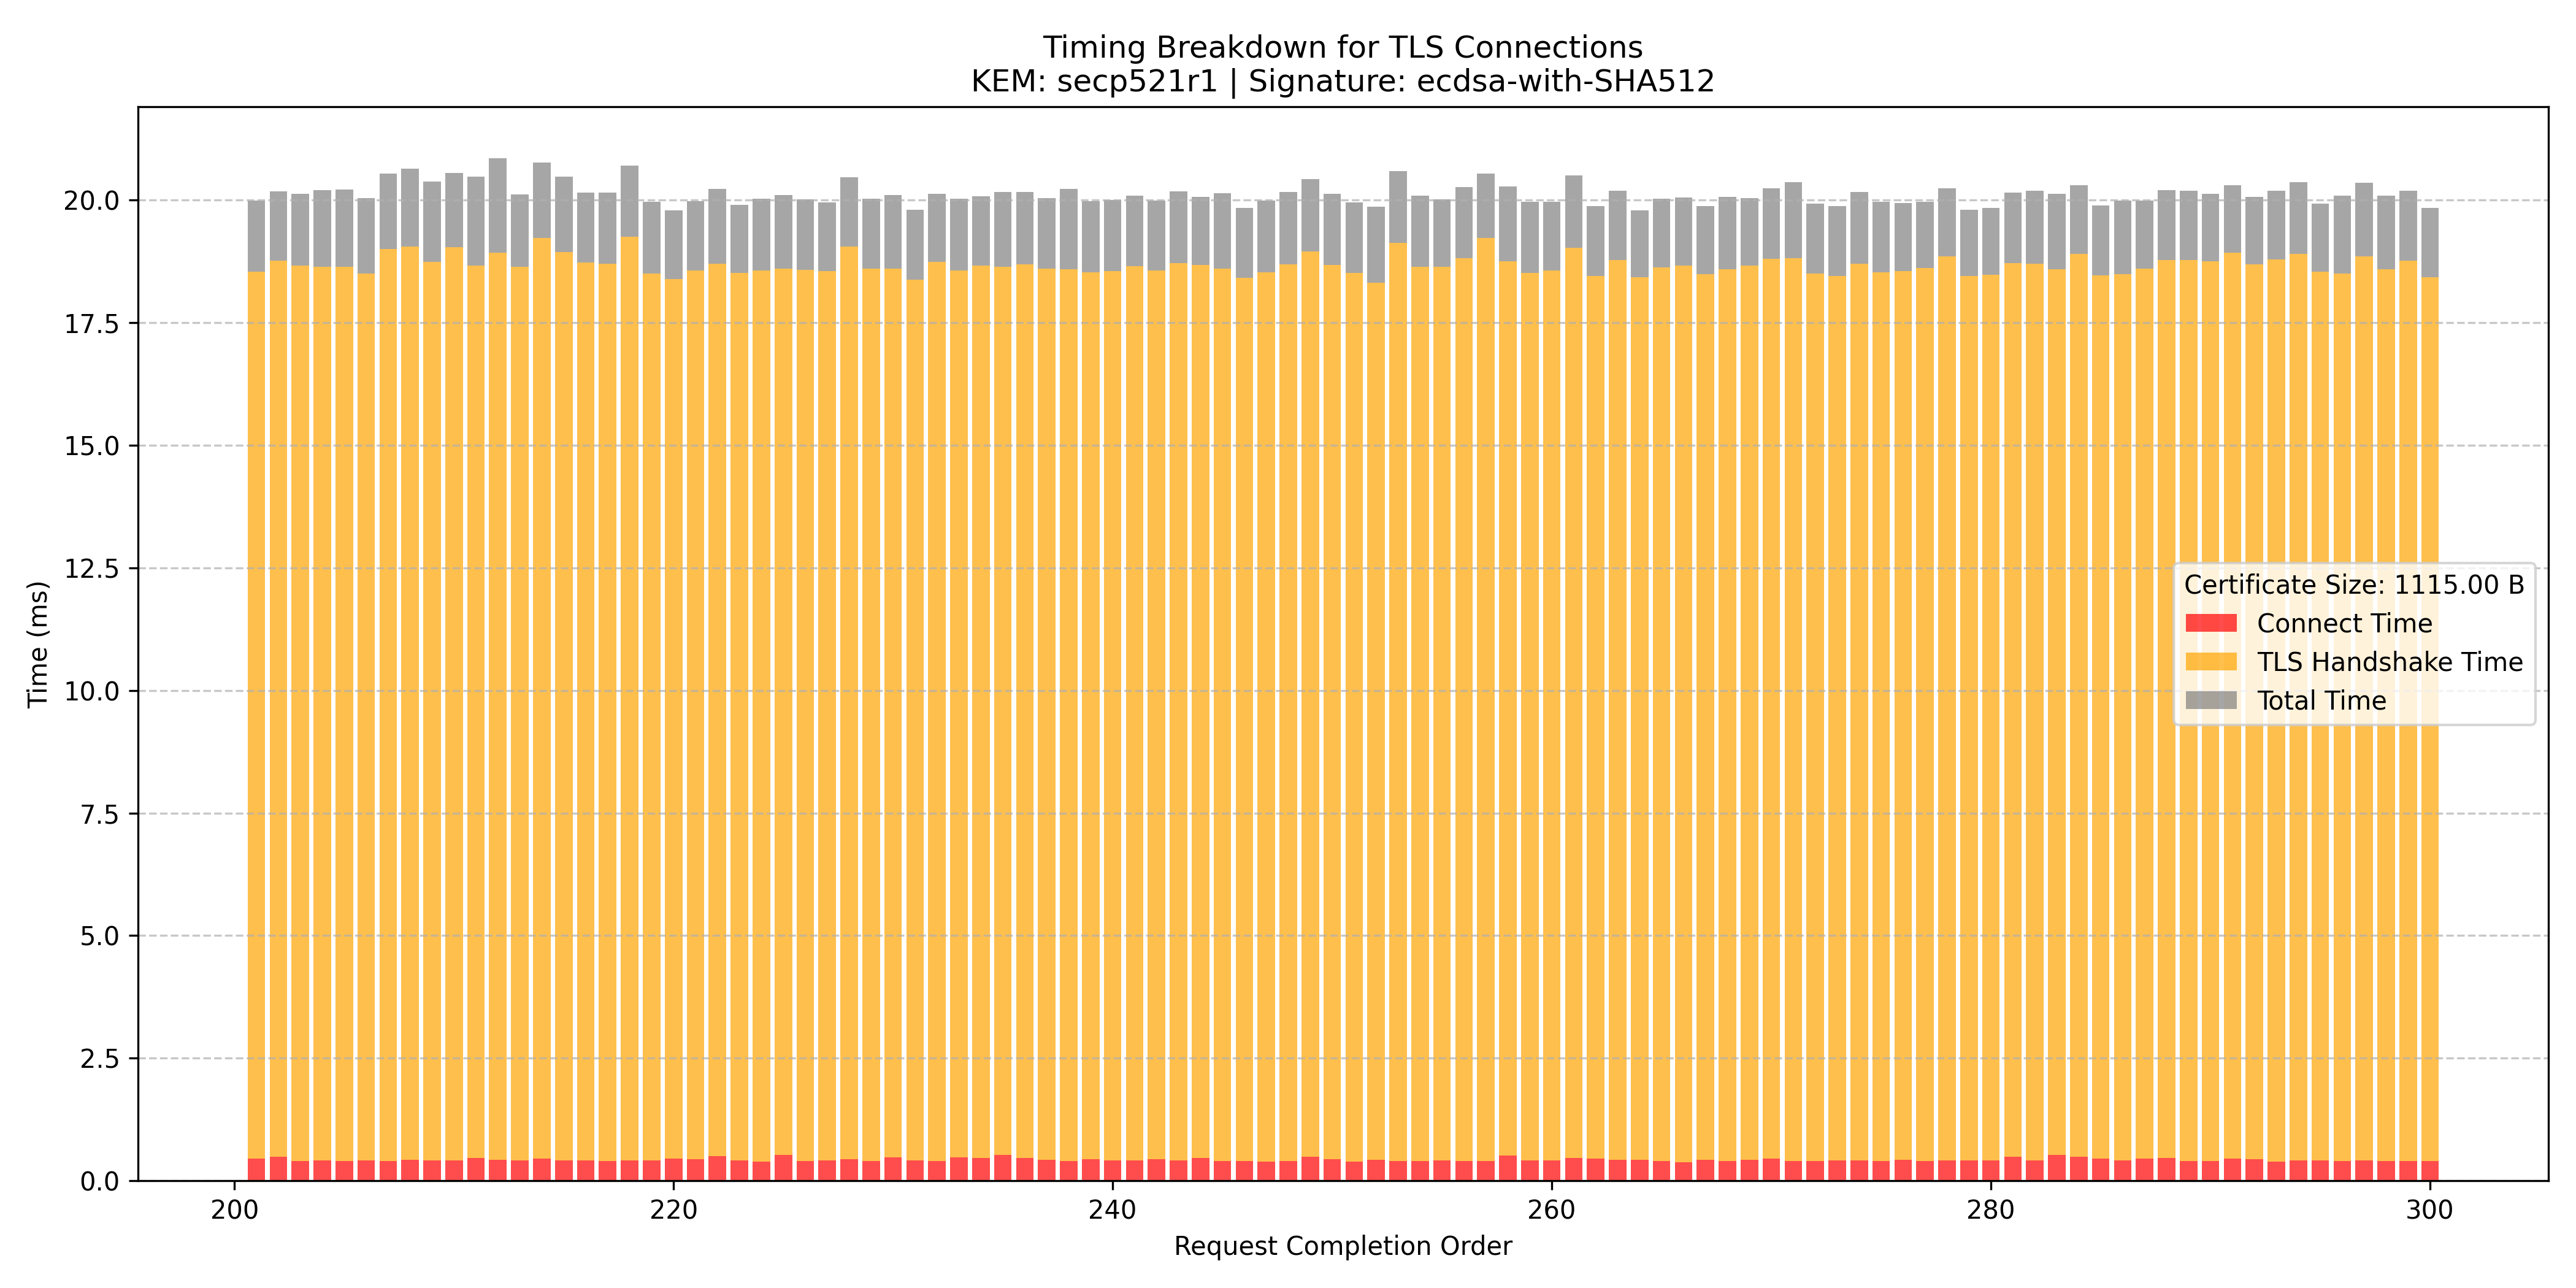 Timing Breakdown for TLS Connections
KEM: secp521r1 | Signature: ecdsa-with-SHA512
Time (ms)
20.0
17.5
15.0
12.5
10.0
7.5
5.0
2.5
0.0
Certificate Size: 1115.00 B
Connect Time
TLS Handshake Time
Total Time
200
220
240
260
280
300
Request Completion Order